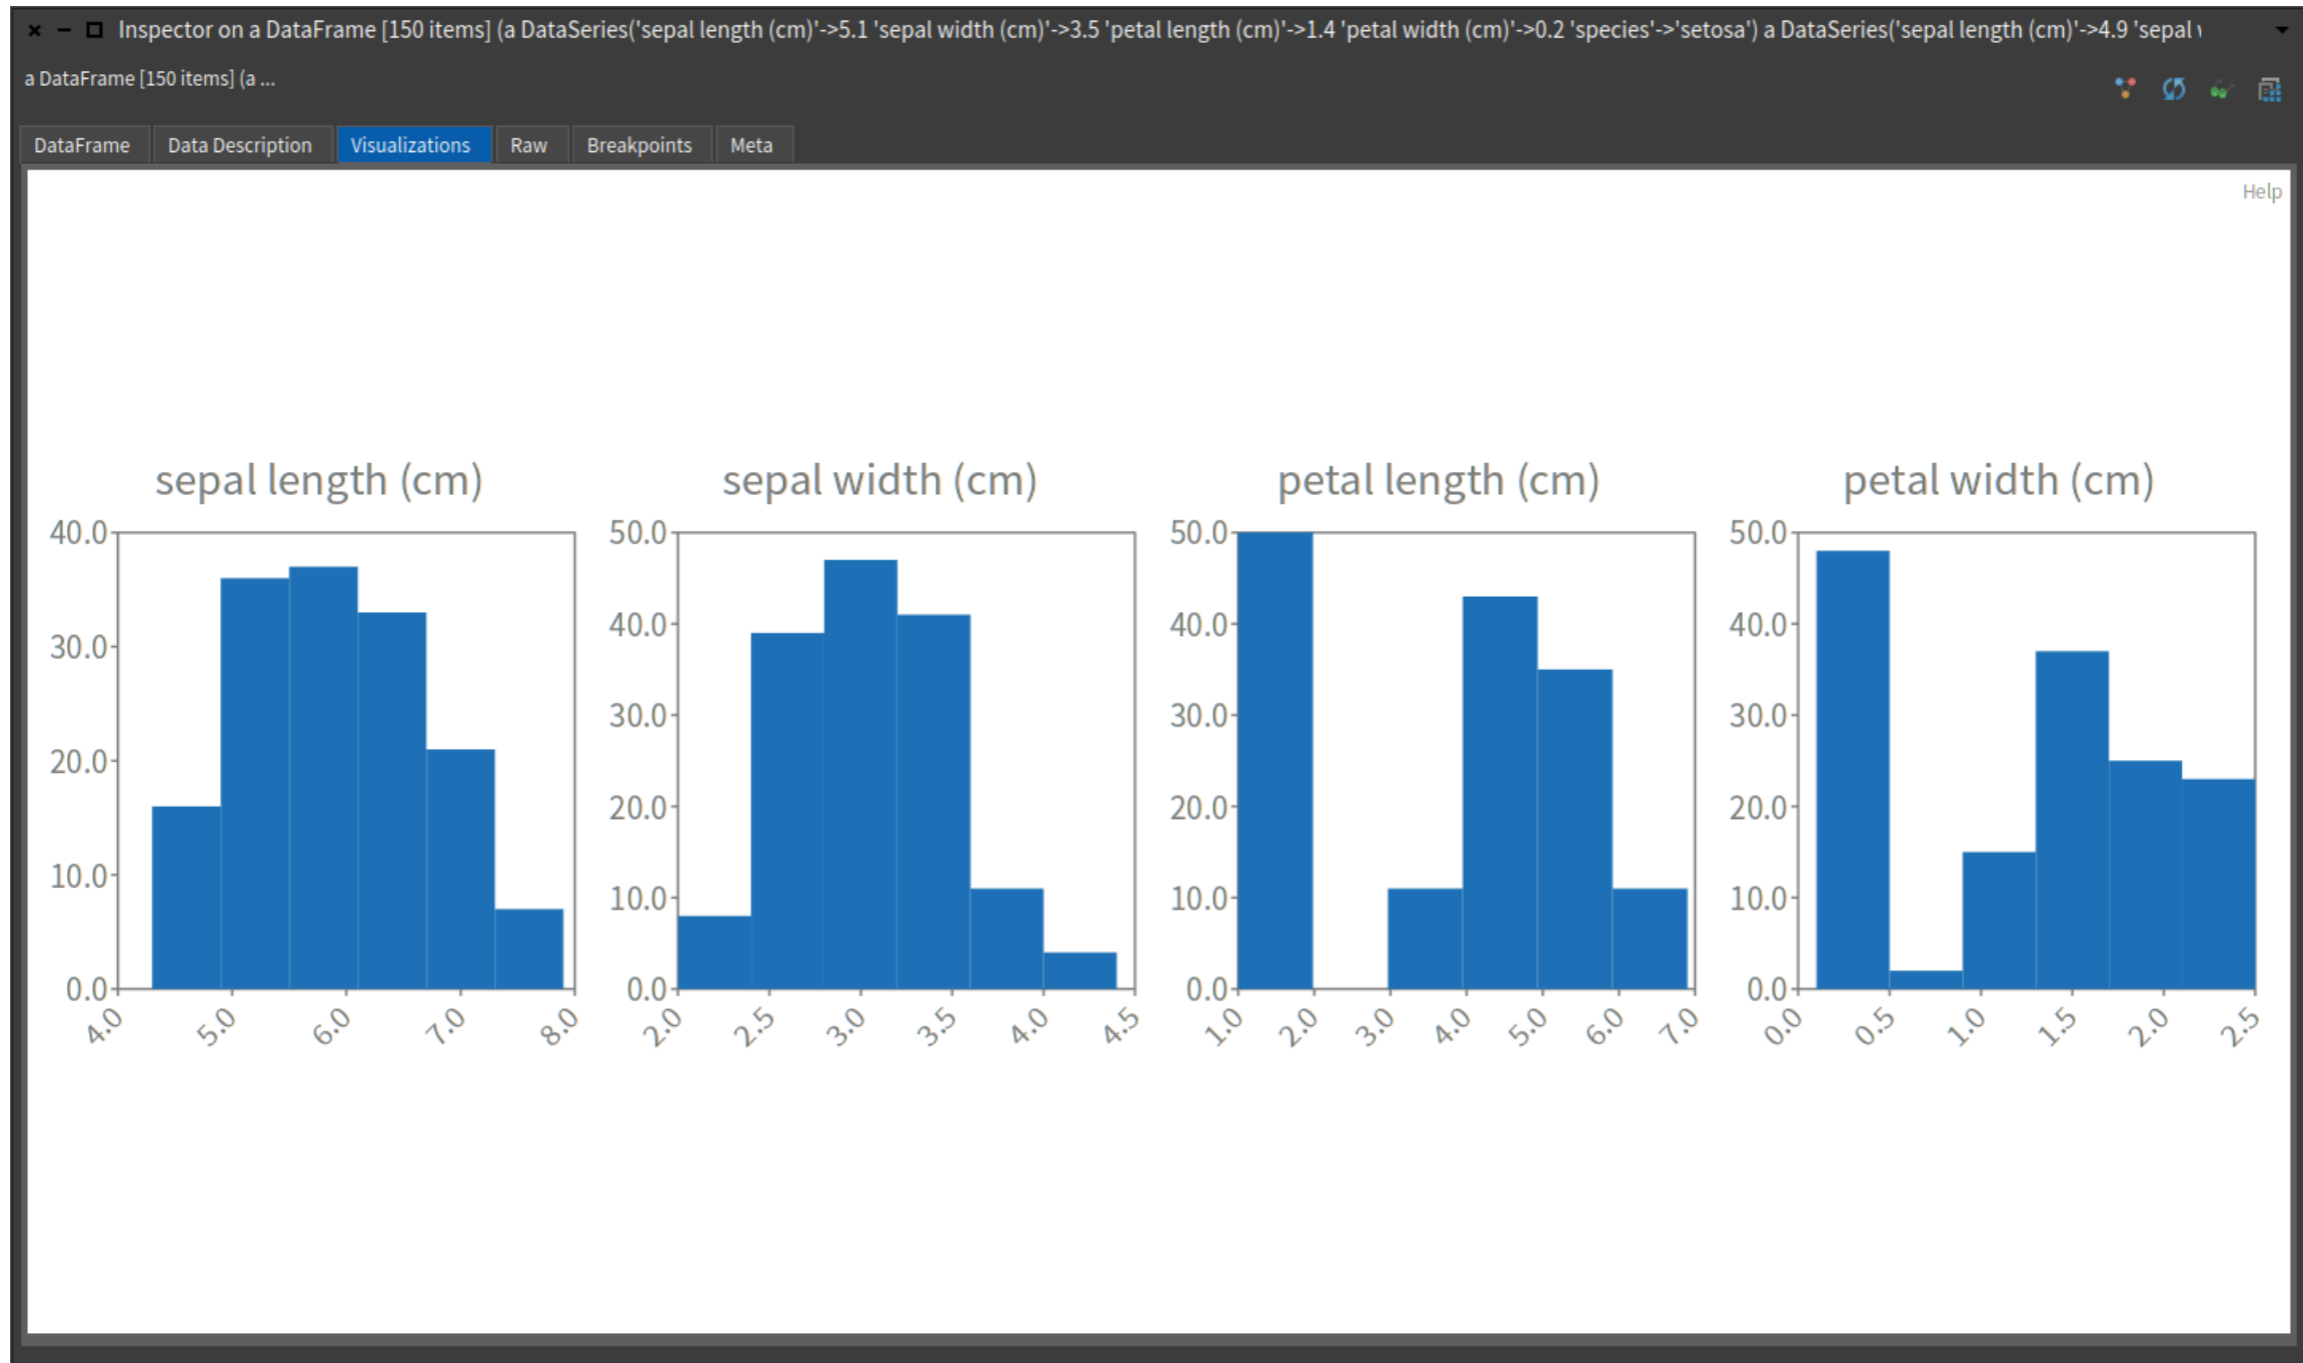 Inspector on a DataFrame [150 items] (a DataSeries('sepal length (cm)'->5.1 'sepal width (cm)'->3.5 'petal length (cm)'->1.4 'petal width (cm)'->0.2 'species'->'setosa') a DataSeries('sepal length (cm)'->4.9 'sepal
a DataFrame [150 items] (a ...
DataFrame Data Description Visualizations Raw Breakpoints Meta
Help
sepal length (cm)
40.0
30.0
20.0
10.0
0.0
4.0 5.0 6.0 7.0 8.0
sepal width (cm)
50.0
40.0
30.0
20.0
10.0
0.0
2.0 2.5 3.0 3.5 4.0 4.5
petal length (cm)
50.0
40.0
30.0
20.0
10.0
0.0
1.0 2.0 3.0 4.0 5.0 6.0 7.0
petal width (cm)
50.0
40.0
30.0
20.0
10.0
0.0
0.0 0.5 1.0 1.5 2.0 2.5